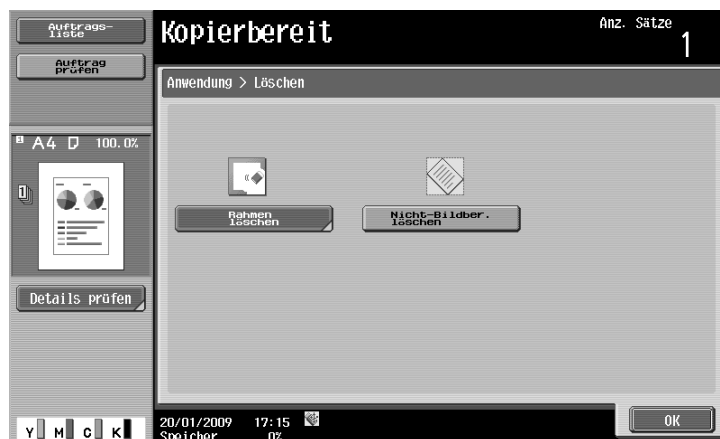 Auftrags-
liste
Auftrag
prüfen
Kopierbereit
Anz. Sätze
1
Anwendung > Löschen
A4 100.0%
1
Rahmen
löschen
Nicht-Bildber.
löschen
Details prüfen
Y M C K
20/01/2009 17:15
Speicher 0%
OK